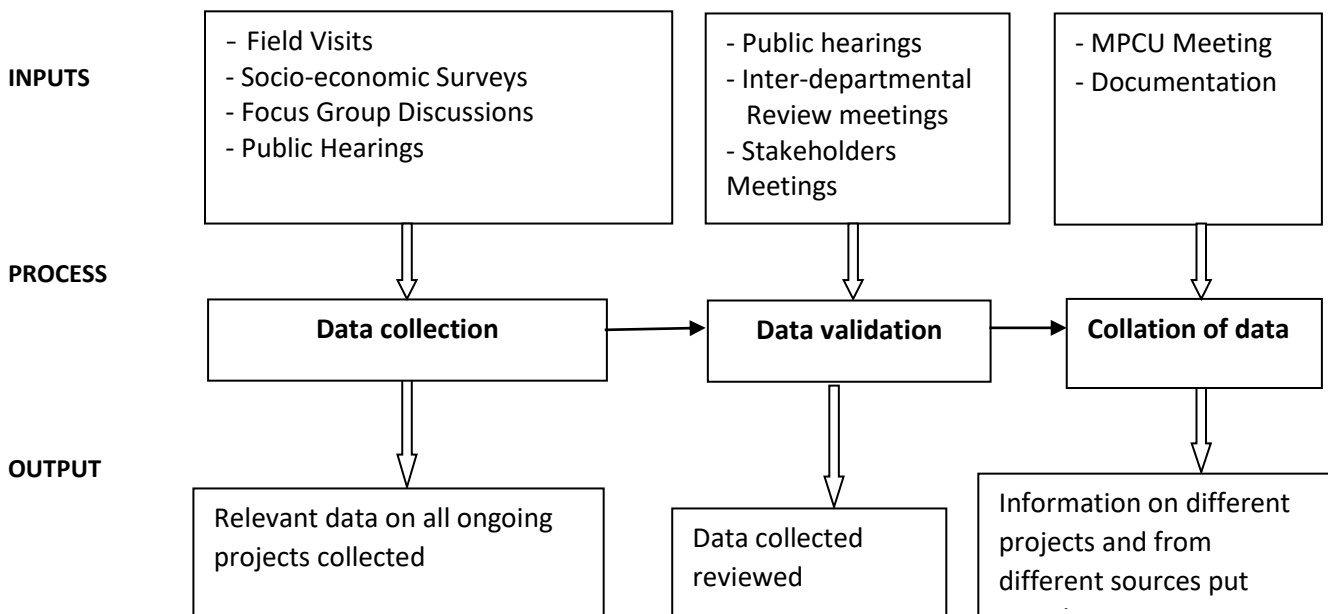 INPUTS
- Field Visits
- Socio-economic Surveys
- Focus Group Discussions
- Public Hearings
- Public hearings
- Inter-departmental
Review meetings
- Stakeholders
Meetings
- MPCU Meeting
- Documentation
PROCESS
Data collection
Data validation
Collation of data
OUTPUT
Relevant data on all ongoing
projects collected
Data collected
reviewed
Information on different
projects and from
different sources put